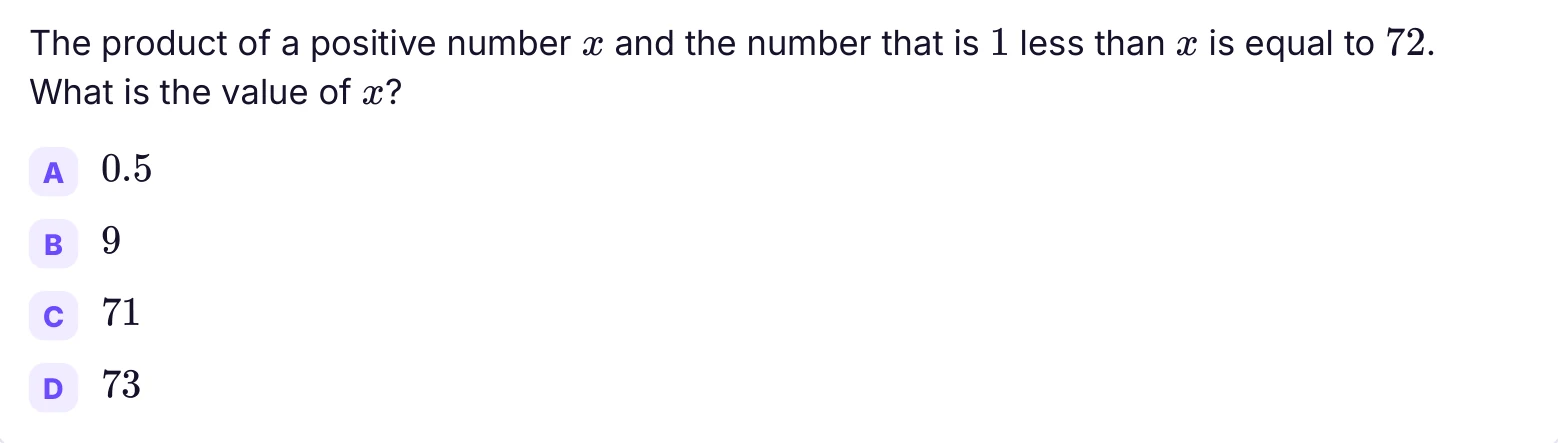 The product of a positive number x and the number that is 1 less than x is equal to 72.
What is the value of x?
A 0.5
B 9
C 71
D 73